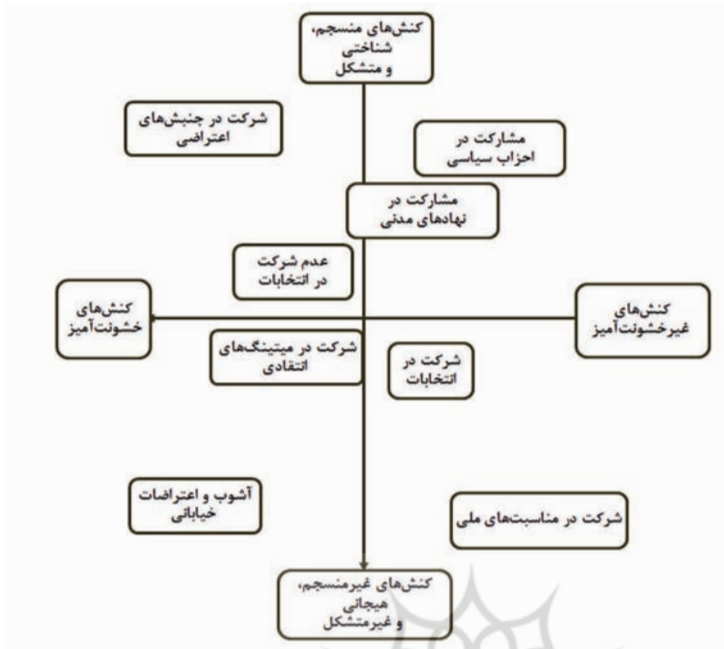 کنش‌های منسجم،
شناختی
و متشکل
شرکت در جنبش‌های
اعتراضی
مشارکت در
احزاب سیاسی
مشارکت در
نهادهای مدنی
عدم شرکت
در انتخابات
کنش‌های
غیرخشونت‌آمیز
کنش‌های
خشونت‌آمیز
شرکت در میتینگ‌های
انتقادی
شرکت در
انتخابات
آشوب و اعتراضات
خیابانی
شرکت در مناسبت‌های ملی
کنش‌های غیرمنسجم،
هیجانی
و غیرمتشکل